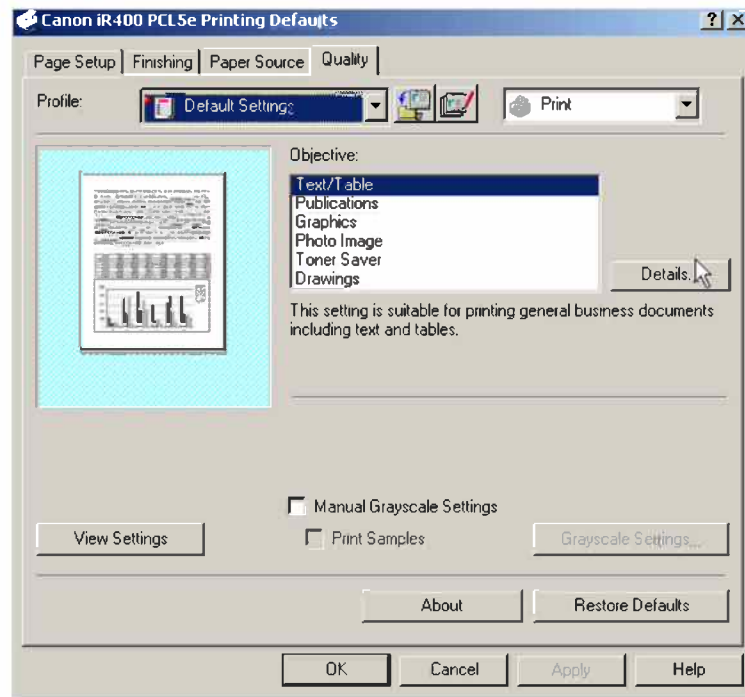 Canon iR400 PCL5e Printing Defaults
Page Setup Finishing Paper Source Quality
Profile: Default Settings Print
Objective:
Text/Table
Publications
Graphics
Photo Image
Toner Saver
Drawings
Details...
This setting is suitable for printing general business documents
including text and tables.
Manual Grayscale Settings
View Settings Print Samples Grayscale Settings...
About Restore Defaults
OK Cancel Apply Help